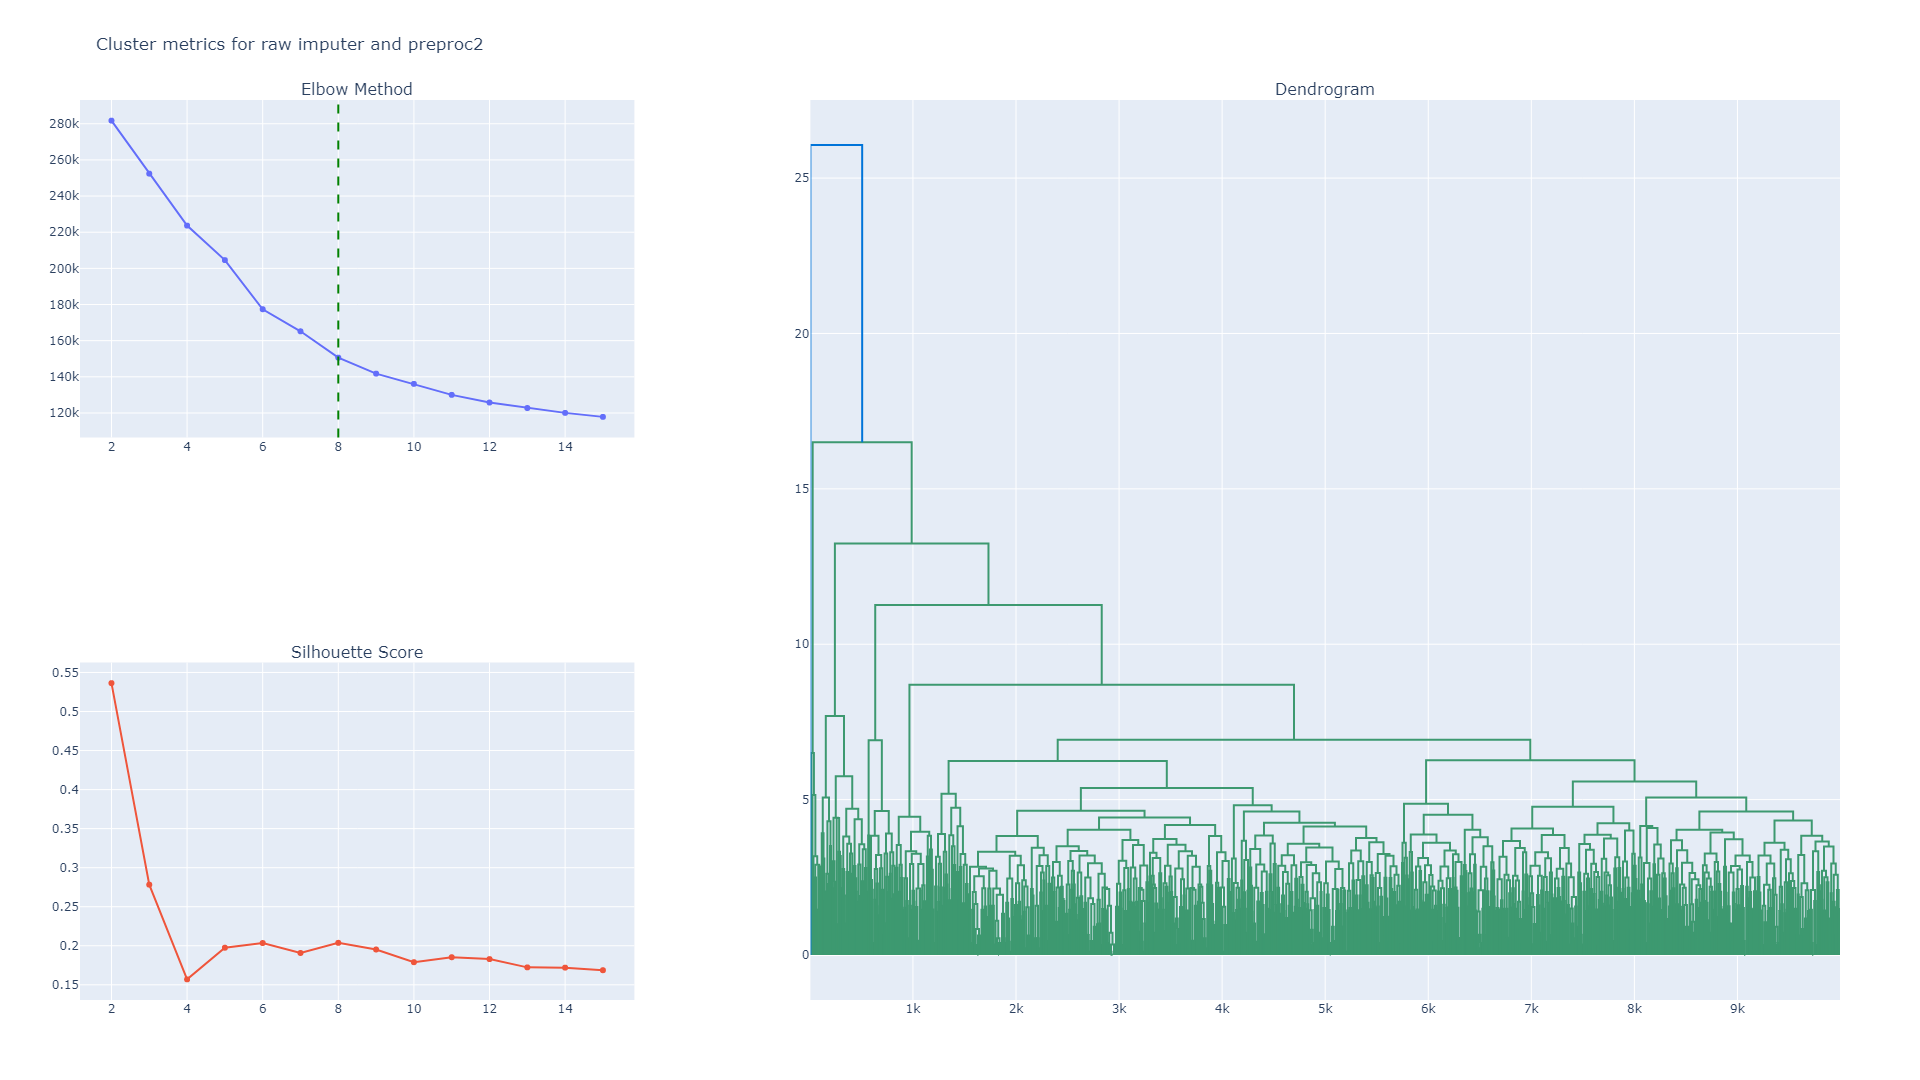 Cluster metrics for raw imputer and preproc2
Elbow Method
280k
260k
240k
220k
200k
180k
160k
140k
120k
2 4 6 8 10 12 14
Silhouette Score
0.55
0.5
0.45
0.4
0.35
0.3
0.25
0.2
0.15
2 4 6 8 10 12 14
Dendrogram
25
20
15
10
5
0
1k 2k 3k 4k 5k 6k 7k 8k 9k